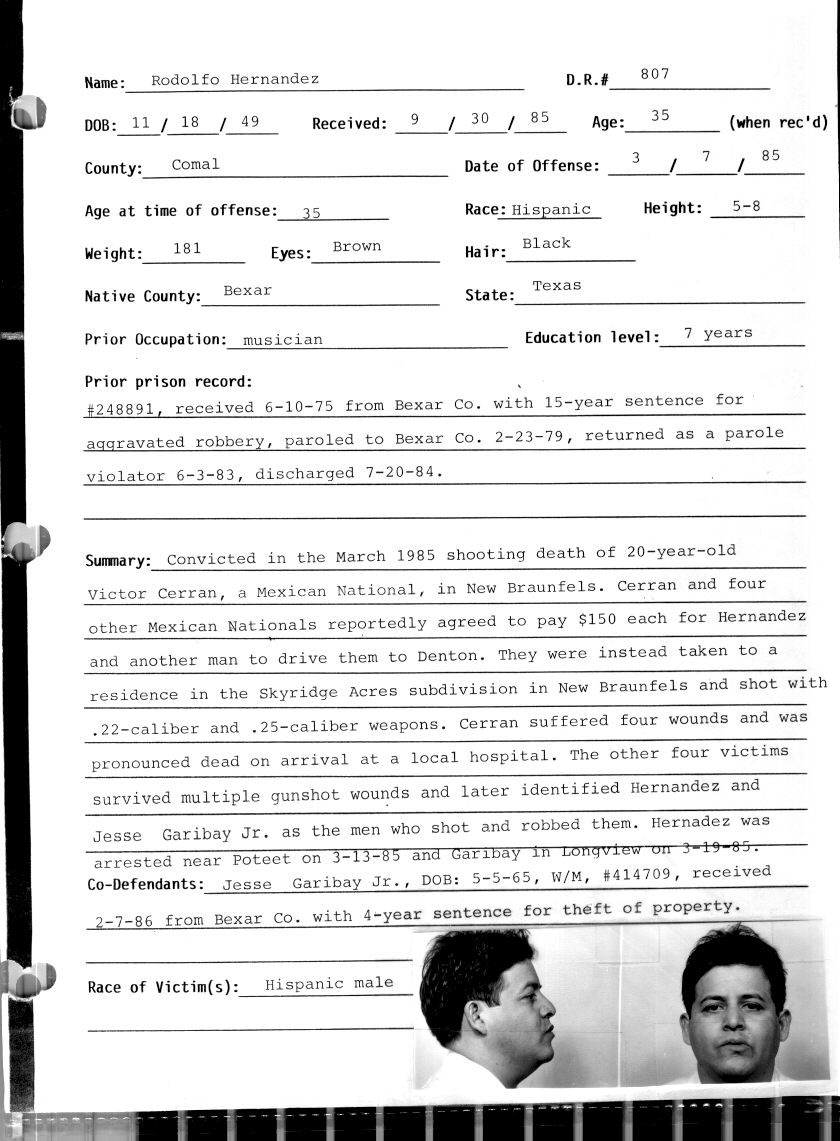 Name: Rodolfo Hernandez D.R.# 807
DOB: 11 / 18 / 49 Received: 9 / 30 / 85 Age: 35 (when rec'd)
County: Comal Date of Offense: 3 / 7 / 85
Age at time of offense: 35 Race: Hispanic Height: 5-8
Weight: 181 Eyes: Brown Hair: Black
Native County: Bexar State: Texas
Prior Occupation: musician Education level: 7 years
Prior prison record:
#248891, received 6-10-75 from Bexar Co. with 15-year sentence for
aggravated robbery, paroled to Bexar Co. 2-23-79, returned as a parole
violator 6-3-83, discharged 7-20-84.
Summary: Convicted in the March 1985 shooting death of 20-year-old
Victor Cerran, a Mexican National, in New Braunfels. Cerran and four
other Mexican Nationals reportedly agreed to pay $150 each for Hernandez
and another man to drive them to Denton. They were instead taken to a
residence in the Skyridge Acres subdivision in New Braunfels and shot with
.22-caliber and .25-caliber weapons. Cerran suffered four wounds and was
pronounced dead on arrival at a local hospital. The other four victims
survived multiple gunshot wounds and later identified Hernandez and
Jesse Garibay Jr. as the men who shot and robbed them. Hernadez was
arrested near Poteet on 3-13-85 and Garibay in Longview on 3-19-85.
Co-Defendants: Jesse Garibay Jr., DOB: 5-5-65, W/M, #414709, received
2-7-86 from Bexar Co. with 4-year sentence for theft of property.
Race of Victim(s): Hispanic male